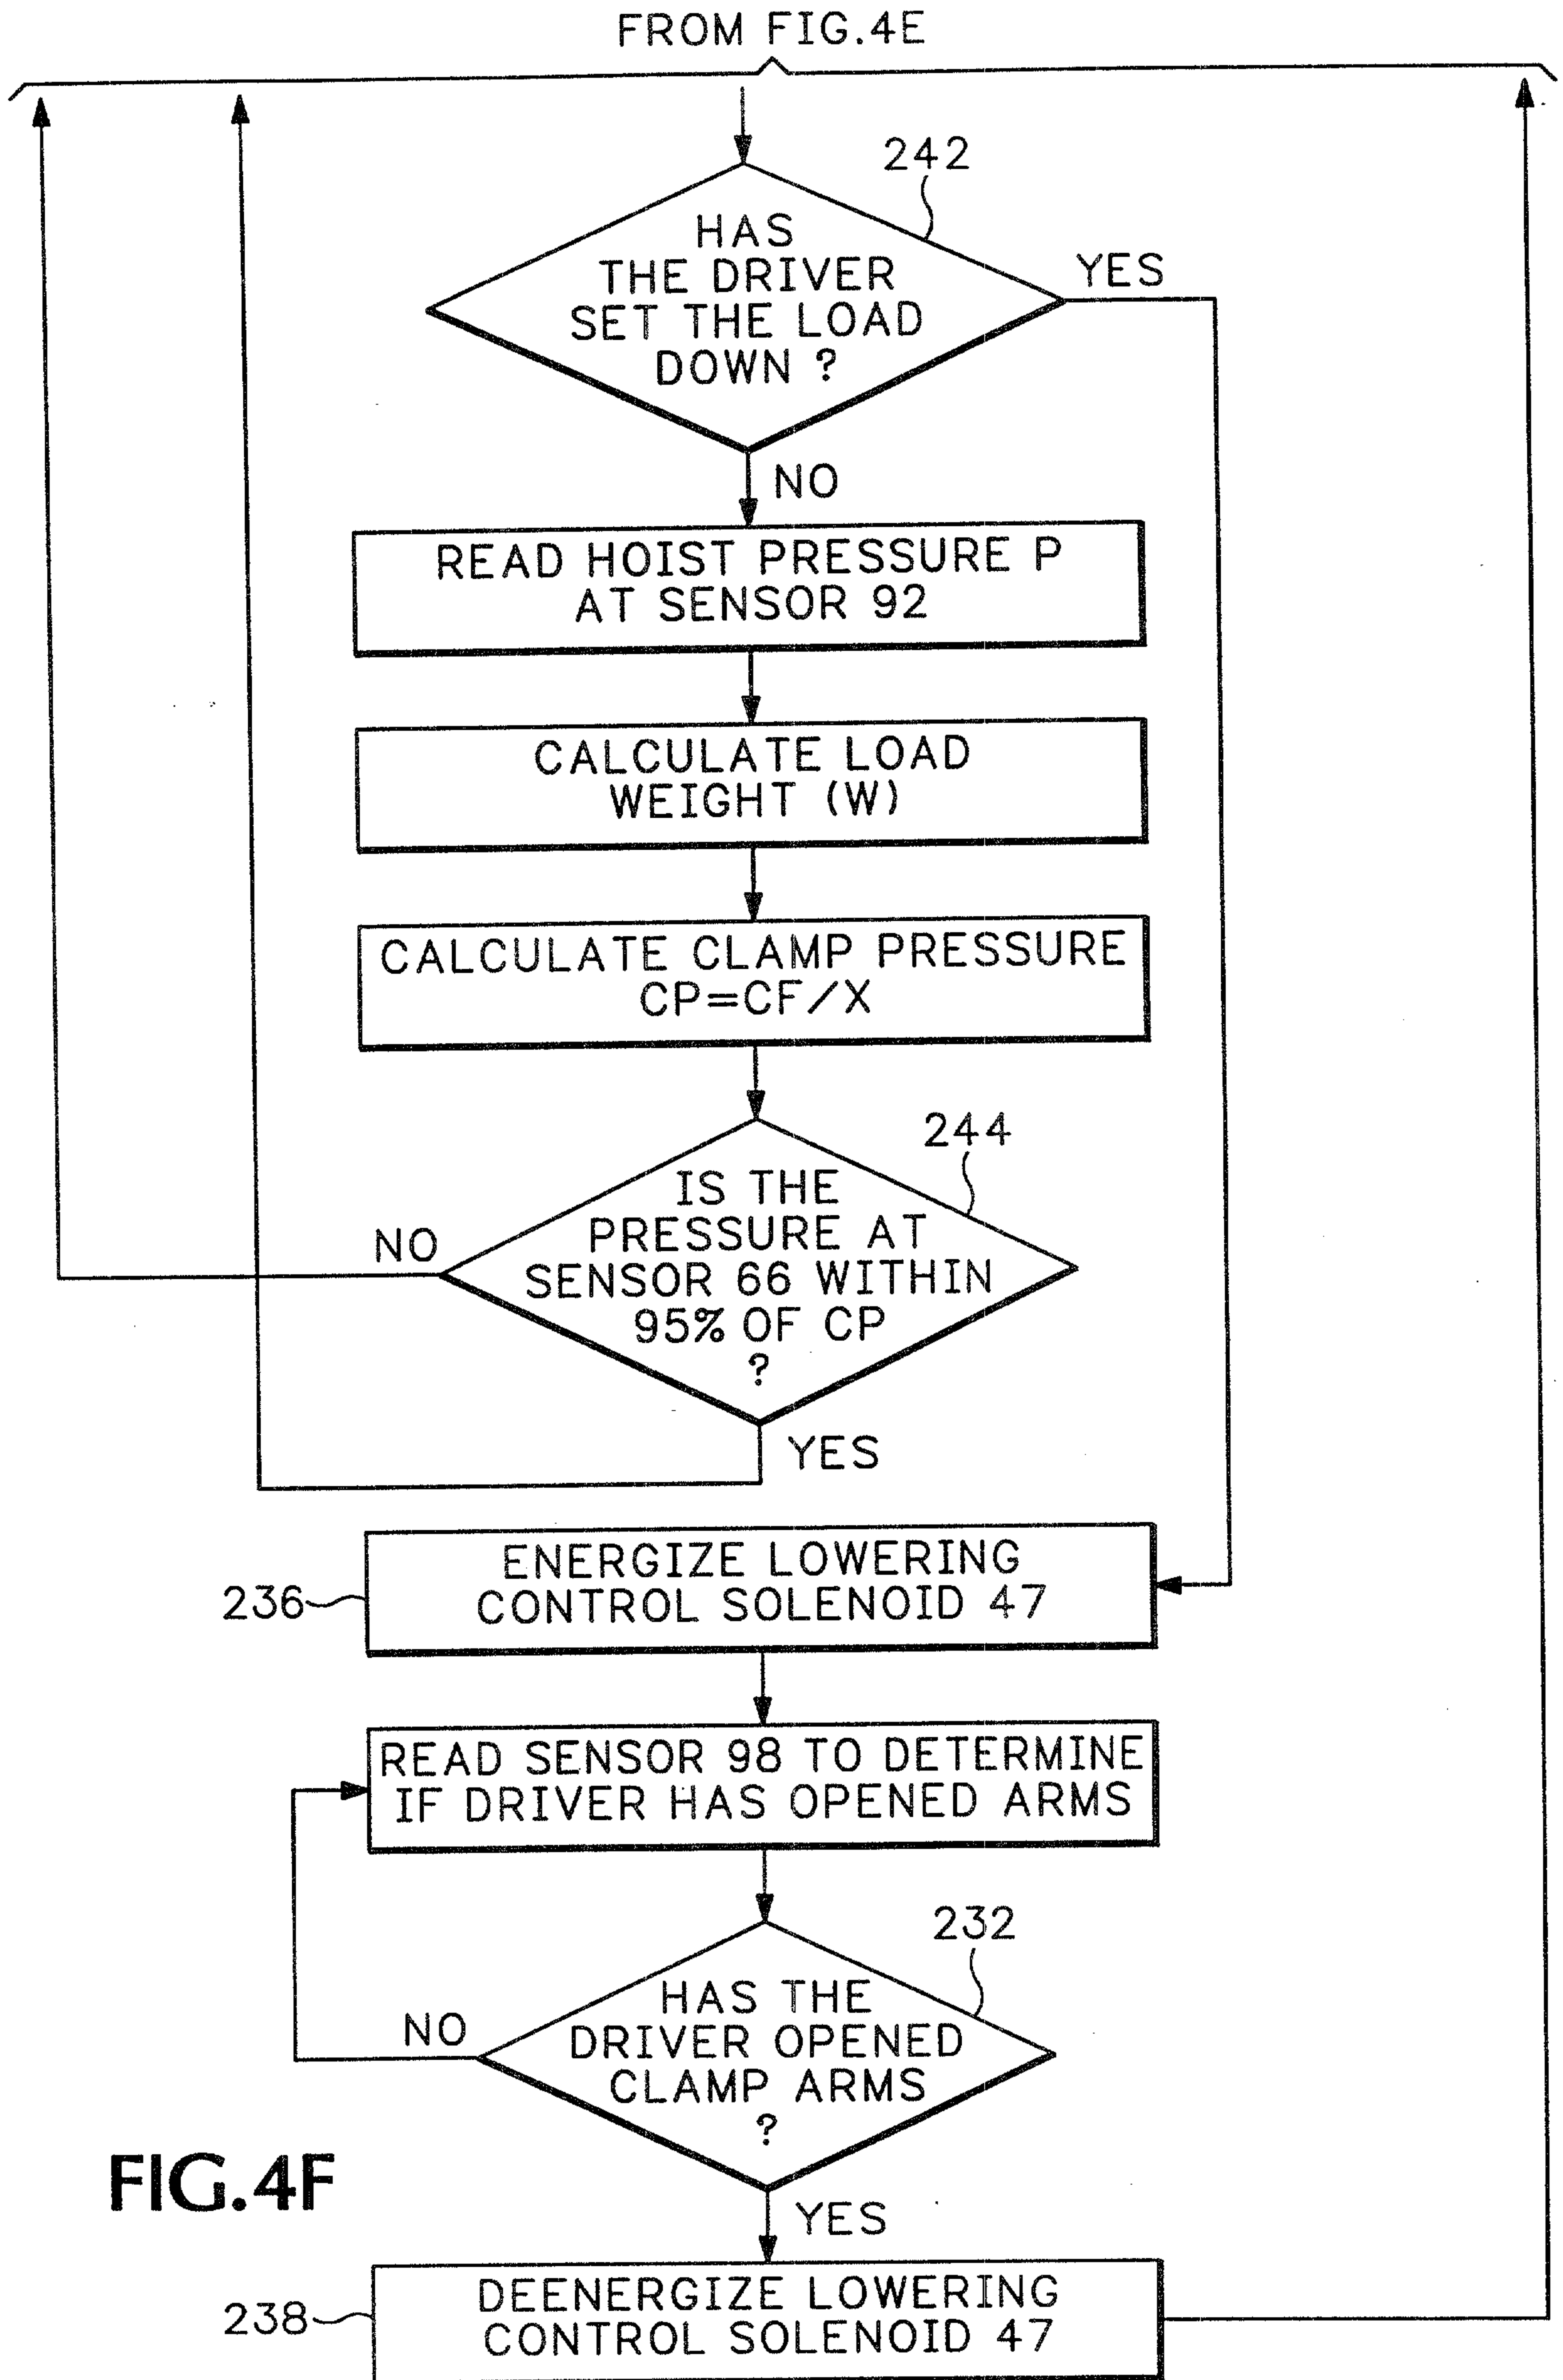 FROM FIG.4E
242
HAS
THE DRIVER
SET THE LOAD
DOWN ?
YES
NO
READ HOIST PRESSURE P
AT SENSOR 92
CALCULATE LOAD
WEIGHT (W)
CALCULATE CLAMP PRESSURE
CP=CF/X
244
IS THE
PRESSURE AT
SENSOR 66 WITHIN
95% OF CP
?
NO
YES
236
ENERGIZE LOWERING
CONTROL SOLENOID 47
READ SENSOR 98 TO DETERMINE
IF DRIVER HAS OPENED ARMS
232
HAS THE
DRIVER OPENED
CLAMP ARMS
?
NO
YES
FIG.4F
238
DEENERGIZE LOWERING
CONTROL SOLENOID 47